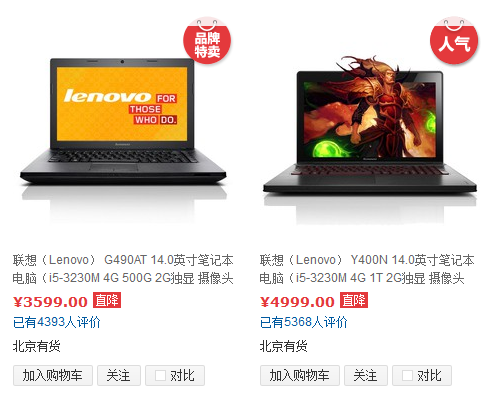 品牌
特卖
人气
lenovo FOR
THOSE
WHO DO.
联想（Lenovo） G490AT 14.0英寸笔记本
电脑（i5-3230M 4G 500G 2G独显 摄像头
¥3599.00 直降
已有4393人评价
北京有货
加入购物车 关注 对比
联想（Lenovo） Y400N 14.0英寸笔记本
电脑（i5-3230M 4G 1T 2G独显 摄像头
¥4999.00 直降
已有5368人评价
北京有货
加入购物车 关注 对比